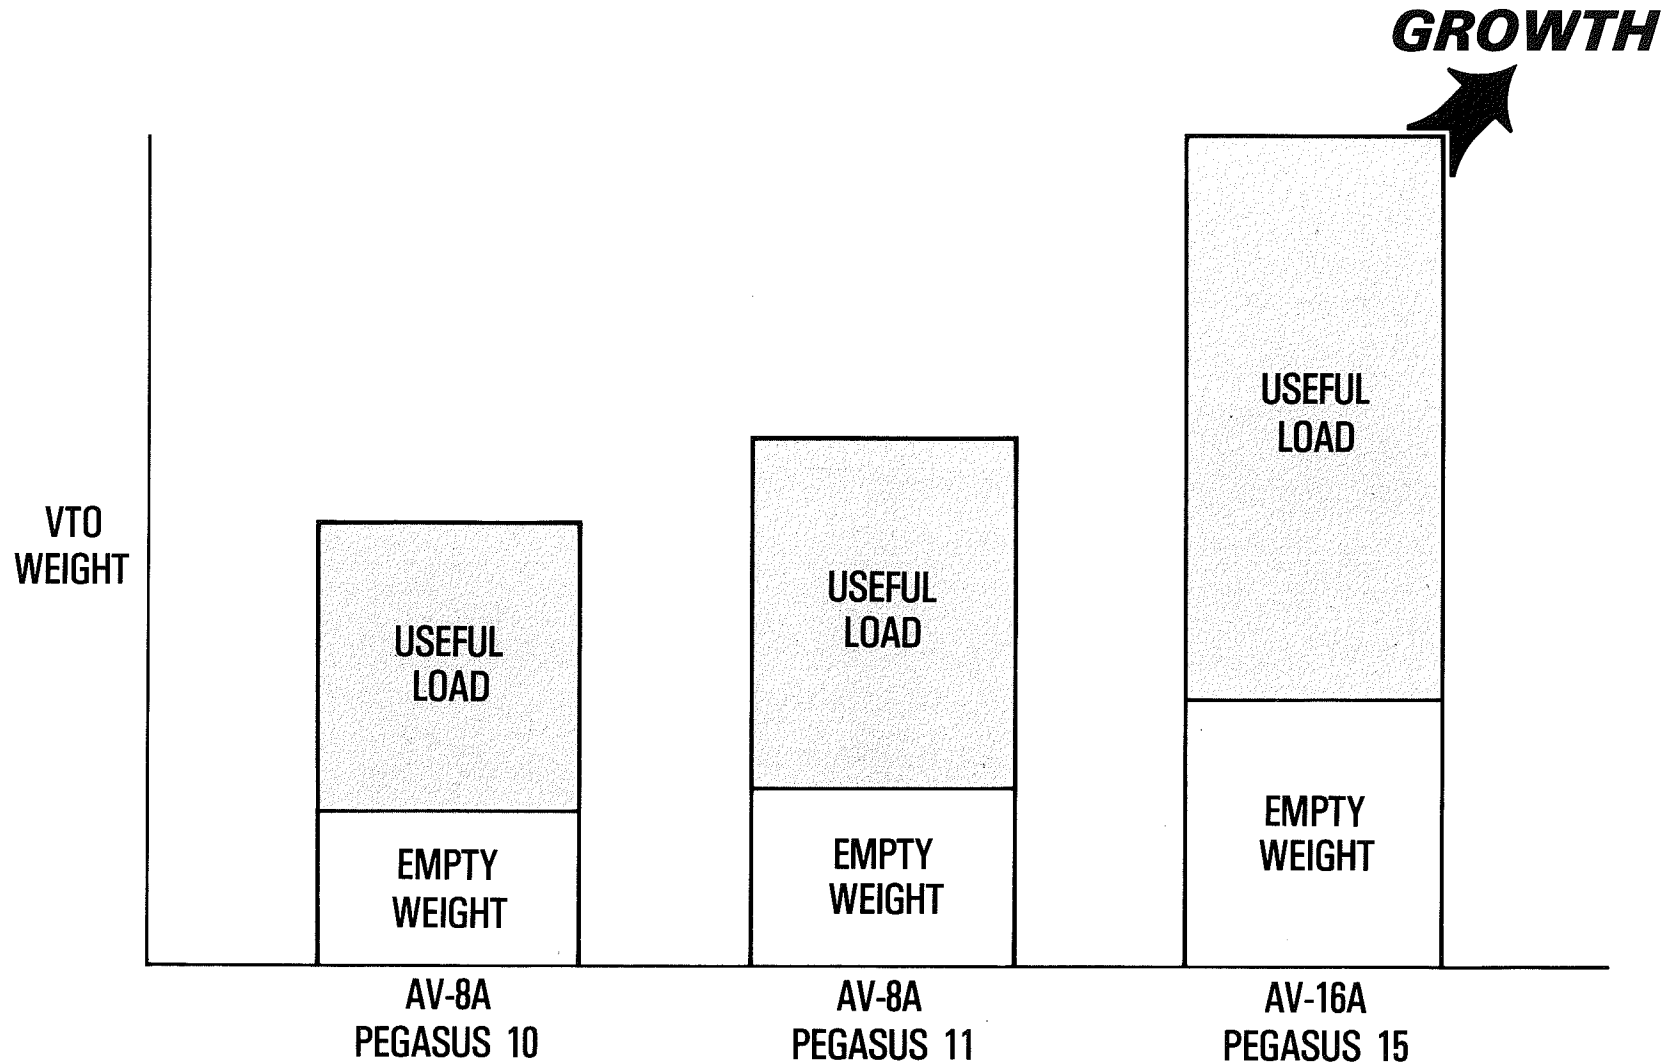 GROWTH
VTO
WEIGHT
USEFUL
LOAD
EMPTY
WEIGHT
AV-8A
PEGASUS 10
USEFUL
LOAD
EMPTY
WEIGHT
AV-8A
PEGASUS 11
USEFUL
LOAD
EMPTY
WEIGHT
AV-16A
PEGASUS 15